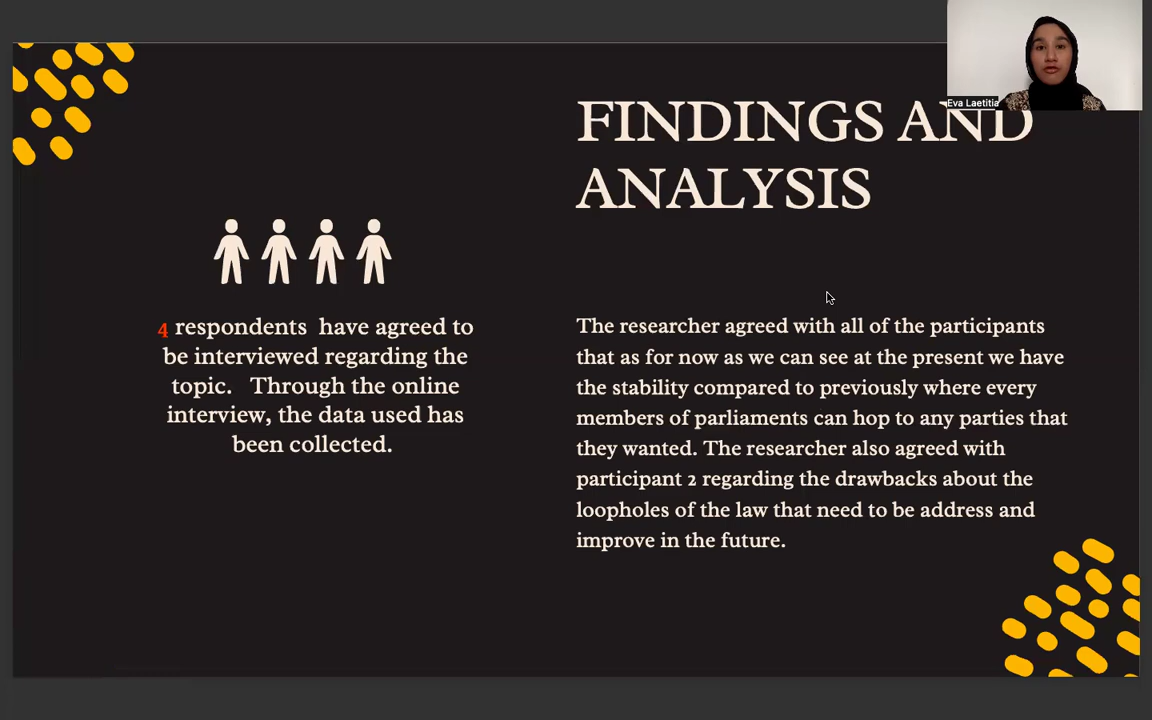 Eva Laetitia
FINDINGS AND
ANALYSIS
4 respondents have agreed to
be interviewed regarding the
topic. Through the online
interview, the data used has
been collected.
The researcher agreed with all of the participants
that as for now as we can see at the present we have
the stability compared to previously where every
members of parliaments can hop to any parties that
they wanted. The researcher also agreed with
participant 2 regarding the drawbacks about the
loopholes of the law that need to be address and
improve in the future.